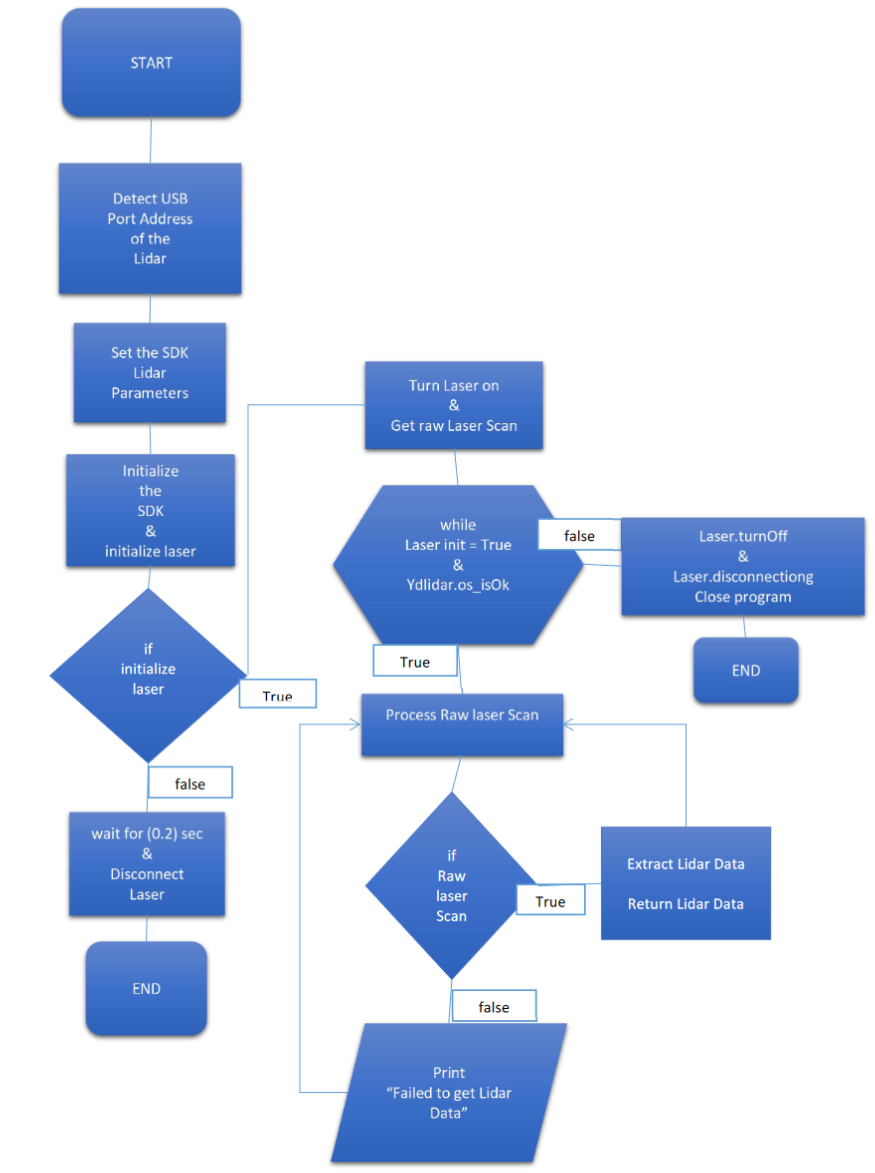 START
Detect USB
Port Address
of the
Lidar
Set the SDK
Lidar
Parameters
Initialize
the
SDK
&
initialize laser
if
initialize
laser
True
false
wait for (0.2) sec
&
Disconnect
Laser
END
Turn Laser on
&
Get raw Laser Scan
while
Laser init = True
&
Ydlidar.os_isOk
false
Laser.turnOff
&
Laser.disconnectiong
Close program
END
True
Process Raw laser Scan
if
Raw
laser
Scan
True
Extract Lidar Data
Return Lidar Data
false
Print
“Failed to get Lidar
Data”